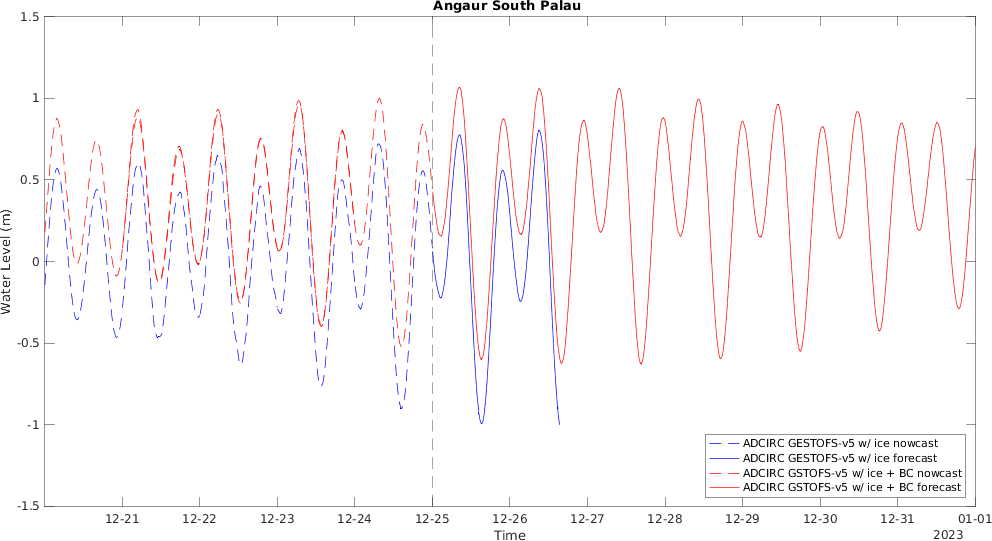 Angaur South Palau
1.5
1
0.5
0
-0.5
-1
-1.5
Water Level (m)
ADCIRC GESTOFS-v5 w/ ice nowcast
ADCIRC GESTOFS-v5 w/ ice forecast
ADCIRC GSTOFS-v5 w/ ice + BC nowcast
ADCIRC GSTOFS-v5 w/ ice + BC forecast
12-21 12-22 12-23 12-24 12-25 12-26 12-27 12-28 12-29 12-30 12-31 01-01
Time
2023